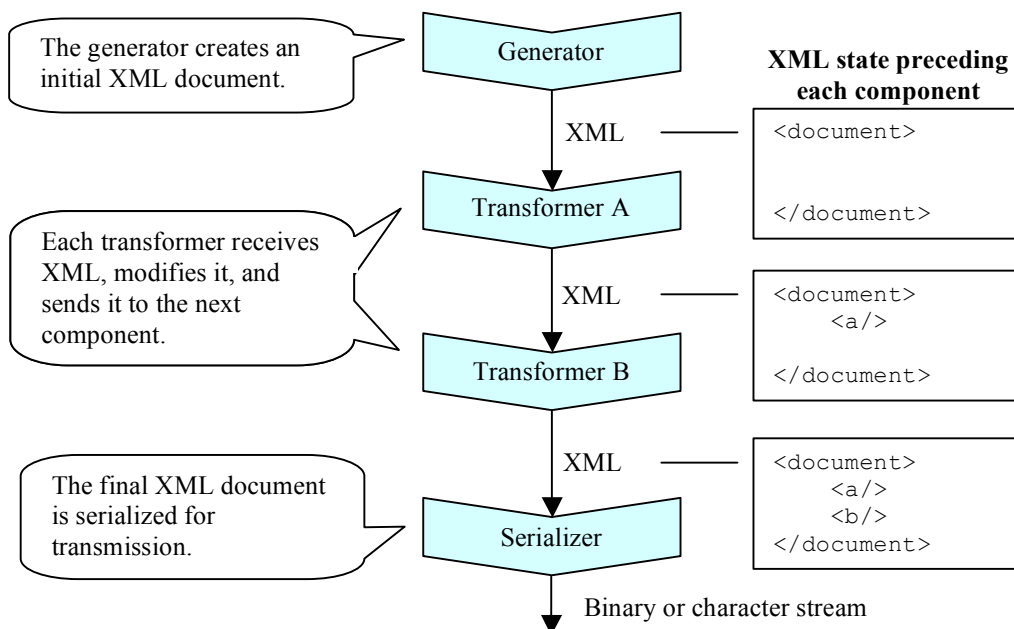 The generator creates an
initial XML document.
Generator
XML state preceding
each component
XML
<document>
</document>
Transformer A
Each transformer receives
XML, modifies it, and
sends it to the next
component.
XML
<document>
<a/>
</document>
Transformer B
XML
<document>
<a/>
<b/>
</document>
The final XML document
is serialized for
transmission.
Serializer
Binary or character stream